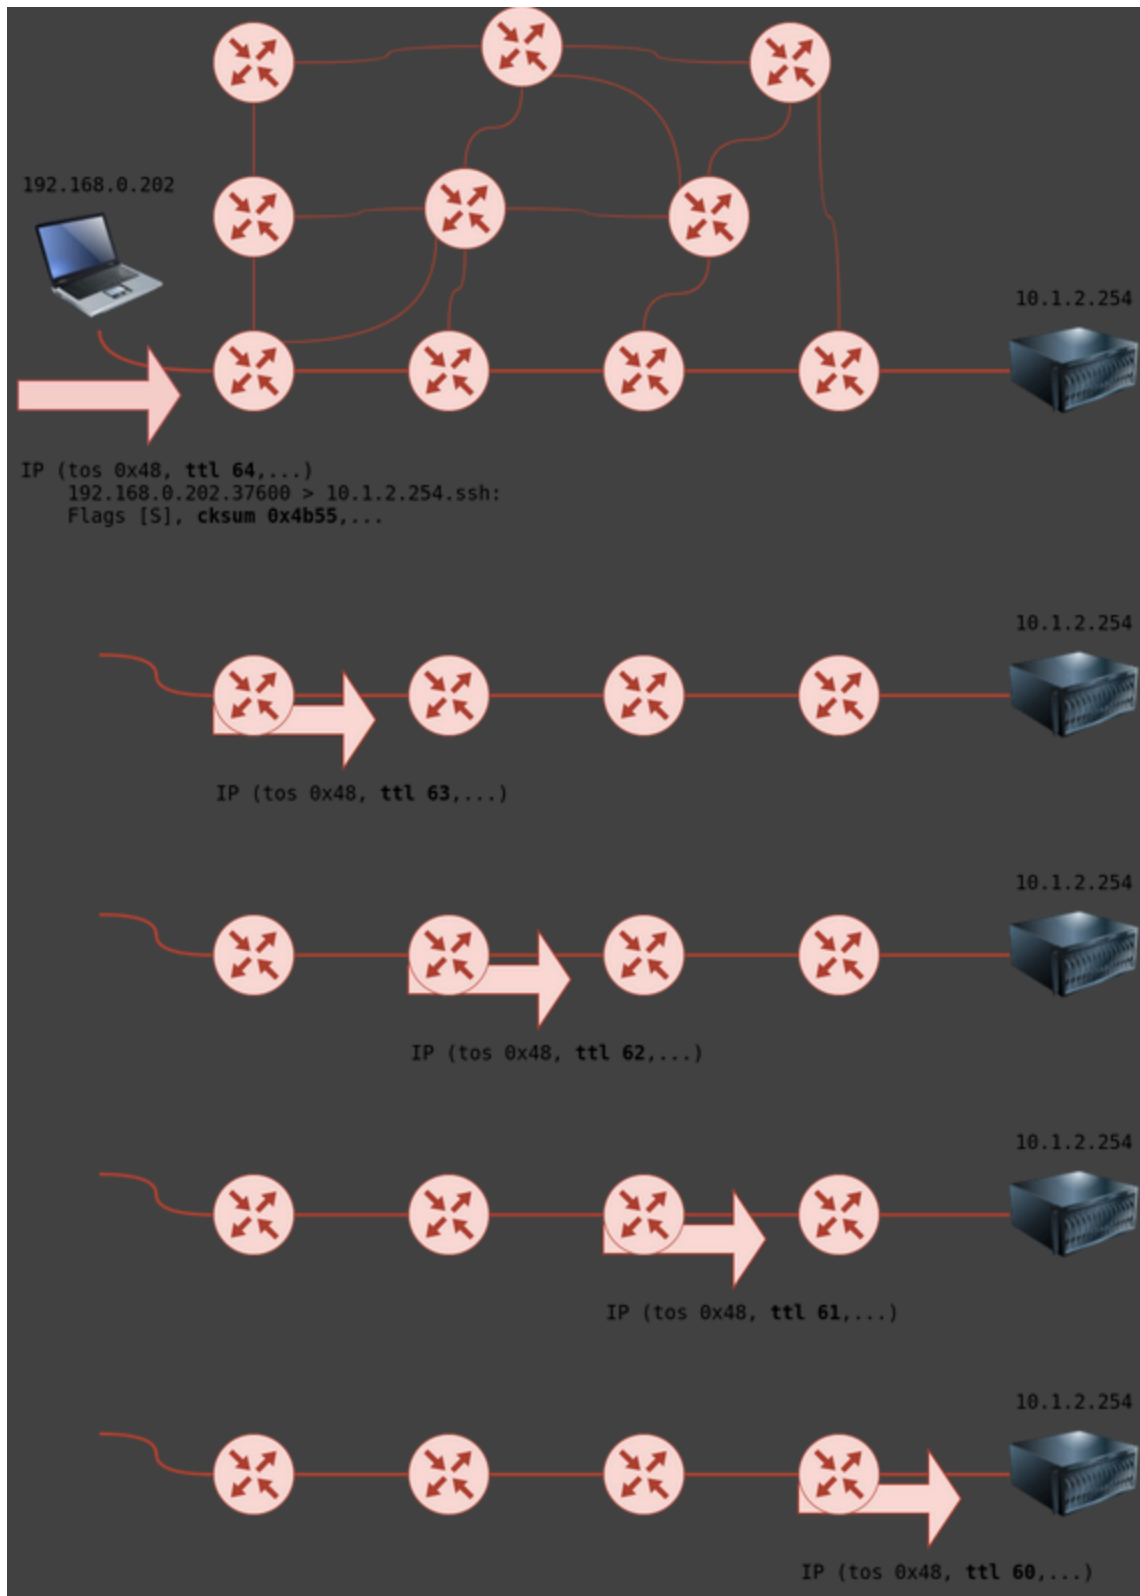 192.168.0.202
10.1.2.254
IP (tos 0x48, ttl 64,...)
192.168.0.202.37600 > 10.1.2.254.ssh:
Flags [S], cksum 0x4b55,...
10.1.2.254
IP (tos 0x48, ttl 63,...)
10.1.2.254
IP (tos 0x48, ttl 62,...)
10.1.2.254
IP (tos 0x48, ttl 61,...)
10.1.2.254
IP (tos 0x48, ttl 60,...)